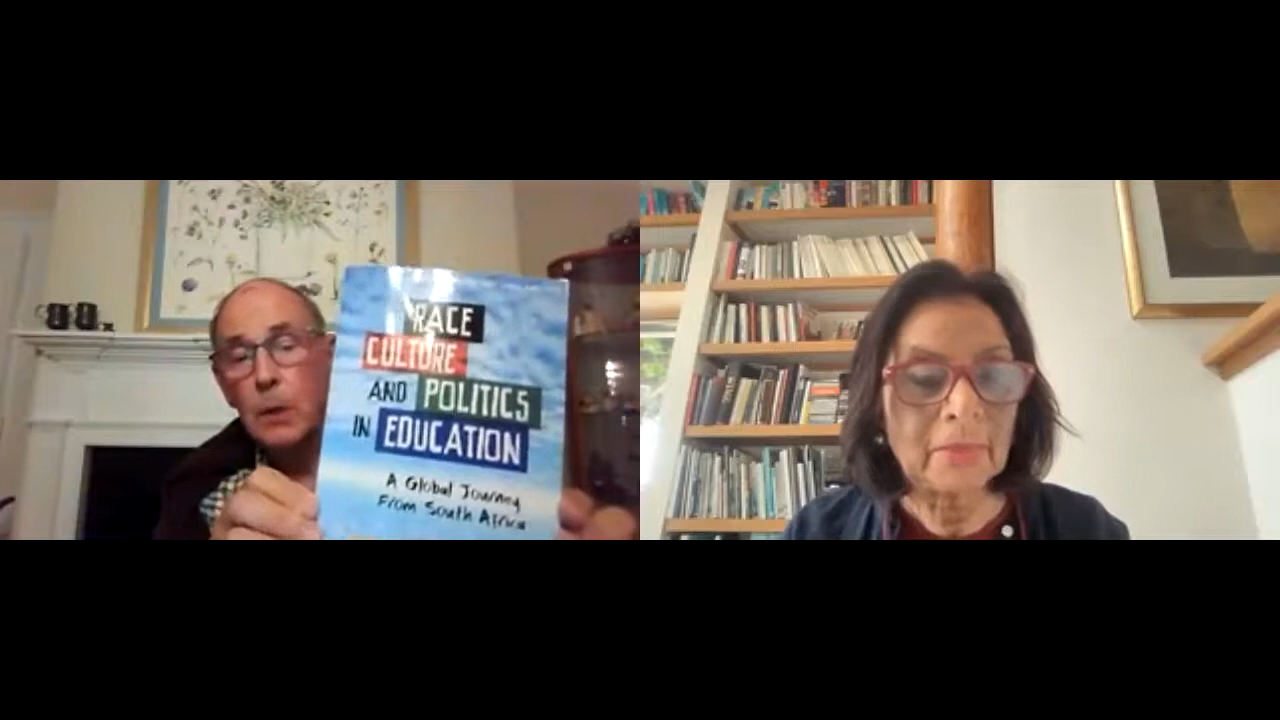 RACE
CULTURE
AND POLITICS
IN EDUCATION
A Global Journey
From South Africa